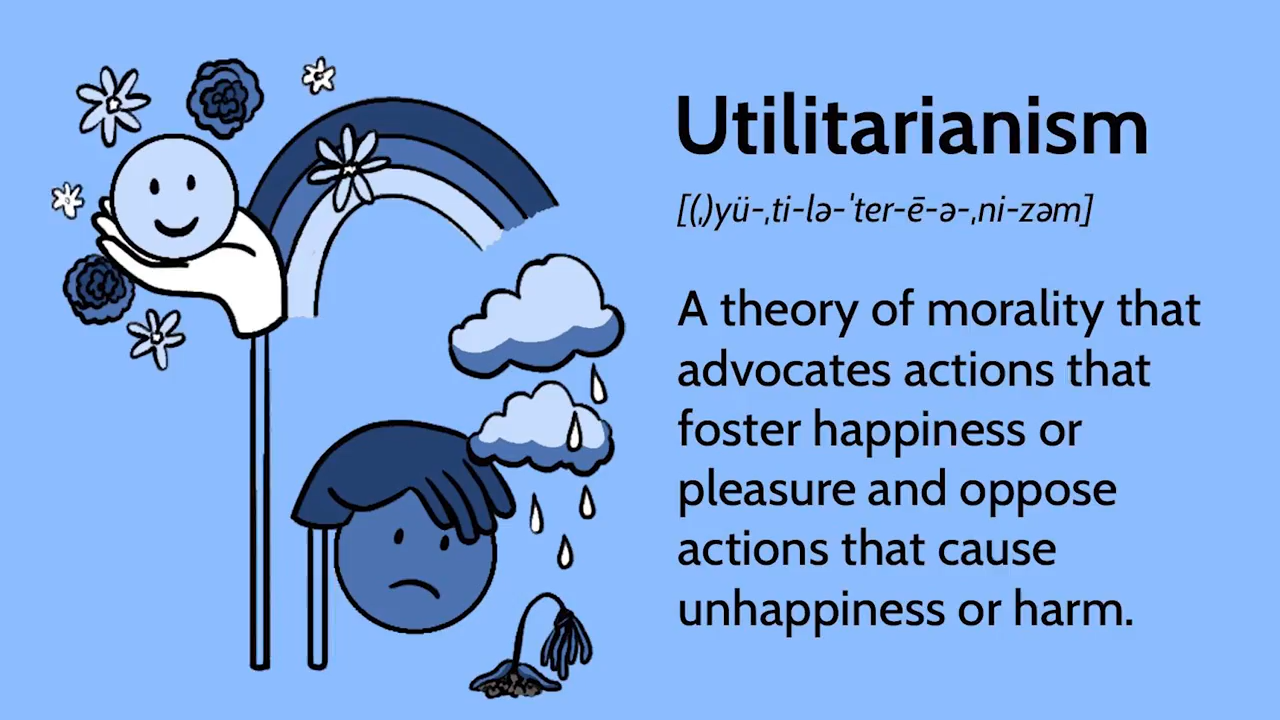 Utilitarianism
[(ˌ)yü-ˌti-lə-ˈter-ē-ə-ˌni-zəm]
A theory of morality that
advocates actions that
foster happiness or
pleasure and oppose
actions that cause
unhappiness or harm.